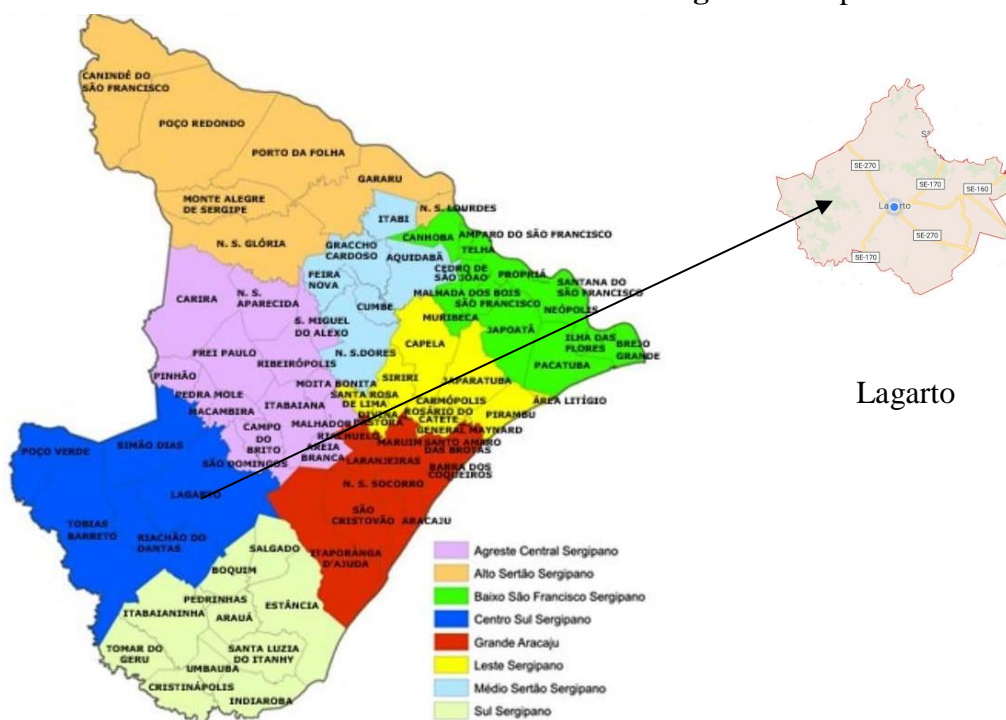 CANINDÉ DO
SÃO FRANCISCO
POÇO REDONDO
PORTO DA FOLHA
GARARU
MONTE ALEGRE
DE SERGIPE
N. S. LOURDES
ITABI
N. S. GLÓRIA
GRACCHO
CARDOSO
CANHOBA
AMPARO DO SÃO FRANCISCO
TELHA
AQUIDABÃ
CEDRO DE
SÃO JOÃO
PROPRIÁ
FEIRA
NOVA
SANTANA DO
SÃO FRANCISCO
CARIRA
N. S.
APARECIDA
CUMBE
MALHADA DOS BOIS
SÃO FRANCISCO
NEÓPOLIS
MURIBECA
S. MIGUEL
DO ALEXO
JAPOATÃ
ILHA DAS
FLORES
BREJO
GRANDE
CAPELA
FREI PAULO
RIBEIRÓPOLIS
N. S.DORES
PACATUBA
PINHÃO
SIRIRI
JAPARATUBA
MOITA BONITA
SANTA ROSA
DE LIMA
PEDRA MOLE
CARMÓPOLIS
ÁREA LITÍGIO
MACAMBIRA
ITABAIANA
DIVINA
PASTORA
ROSÁRIO DO
CATETE
PIRAMBU
GENERAL MAYNARD
CAMPO
DO
BRITO
MALHADOR
RIACHUELO
MARUIM
SANTO AMARO
DAS BROTAS
SIMÃO DIAS
POÇO VERDE
AREIA
BRANCA
LARANJEIRAS
BARRA DOS
COQUEIROS
SÃO DOMINGOS
N. S. SOCORRO
LAGARTO
SÃO
CRISTOVÃO
ARACAJU
TOBIAS
BARRETO
RIACHÃO DO
DANTAS
SALGADO
ITAPORANGA
D'AJUDA
BOQUIM
PEDRINHAS
ITABAIANINHA
ARAUÁ
ESTÂNCIA
TOMAR DO
GERU
SANTA LUZIA
DO ITANHY
UMBAUBA
CRISTINÁPOLIS
INDIAROBA
Agreste Central Sergipano
Alto Sertão Sergipano
Baixo São Francisco Sergipano
Centro Sul Sergipano
Grande Aracaju
Leste Sergipano
Médio Sertão Sergipano
Sul Sergipano
SE-270
SE-170
SE-160
Lagarto
SE-270
SE-170
Lagarto